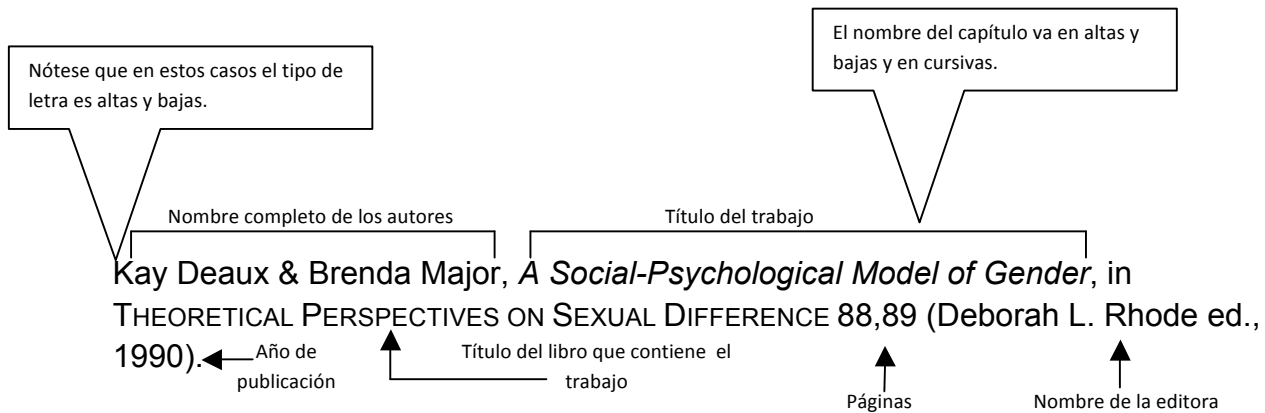 El nombre del capítulo va en altas y
bajas y en cursivas.
Nótese que en estos casos el tipo de
letra es altas y bajas.
Nombre completo de los autores
Título del trabajo
Kay Deaux & Brenda Major, A Social-Psychological Model of Gender, in
THEORETICAL PERSPECTIVES ON SEXUAL DIFFERENCE 88,89 (Deborah L. Rhode ed.,
1990).
Año de
publicación
Título del libro que contiene el
trabajo
Páginas
Nombre de la editora